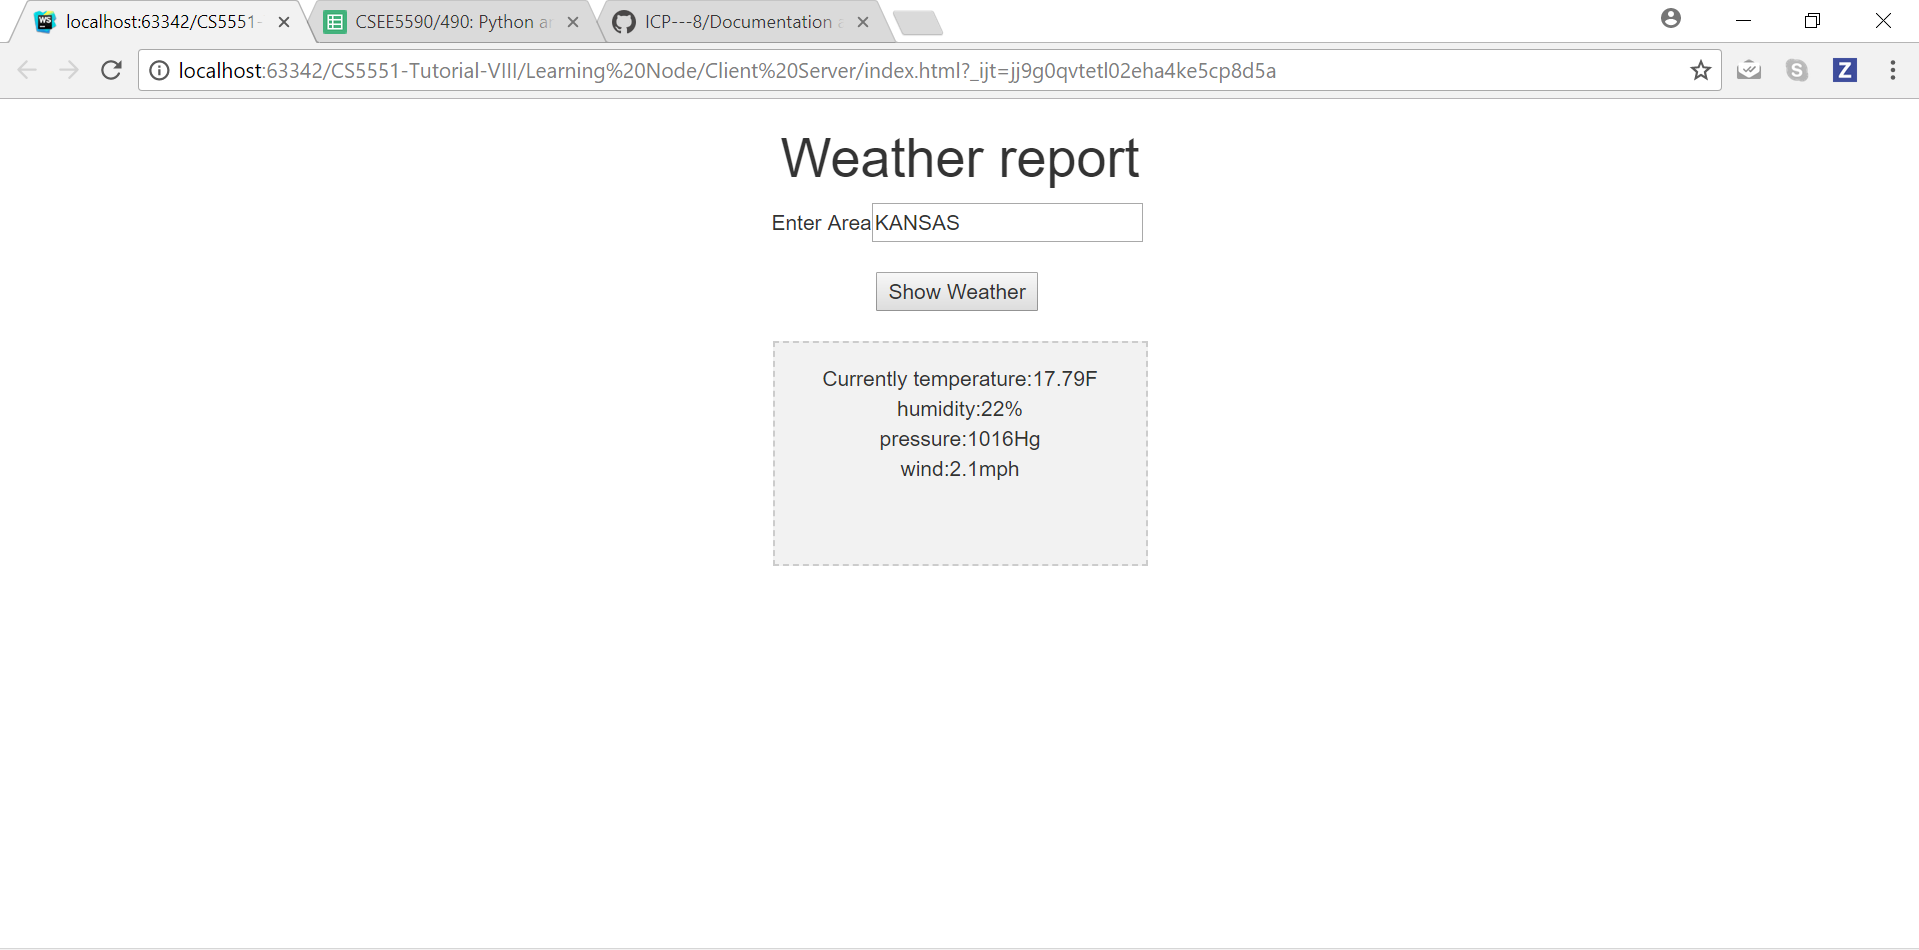 localhost:63342/CS5551-
CSEE5590/490: Python a
ICP---8/Documentation
localhost:63342/CS5551-Tutorial-VIII/Learning%20Node/Client%20Server/index.html?_ijt=jj9g0qvtetl02eha4ke5cp8d5a
Weather report
Enter Area KANSAS
Show Weather
Currently temperature:17.79F
humidity:22%
pressure:1016Hg
wind:2.1mph